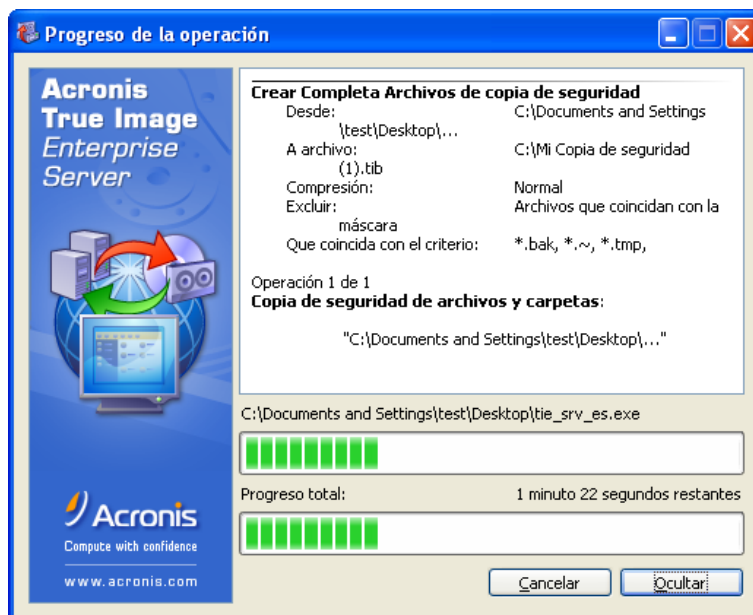 Progreso de la operación
Acronis
True Image
Enterprise
Server
Acronis
Compute with confidence
www.acronis.com
Crear Completa Archivos de copia de seguridad
Desde: C:\Documents and Settings
\test\Desktop\...
A archivo: C:\Mi Copia de seguridad
(1).tib
Compresión: Normal
Excluir: Archivos que coincidan con la
máscara
Que coincida con el criterio: *.bak, *.~, *.tmp,
Operación 1 de 1
Copia de seguridad de archivos y carpetas:
"C:\Documents and Settings\test\Desktop\..."
C:\Documents and Settings\test\Desktop\tie_srv_es.exe
Progreso total: 1 minuto 22 segundos restantes
Cancelar Ocultar